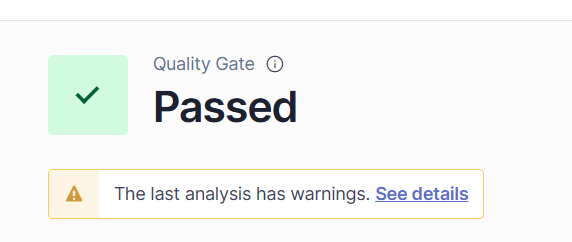 Quality Gate
Passed
The last analysis has warnings. See details